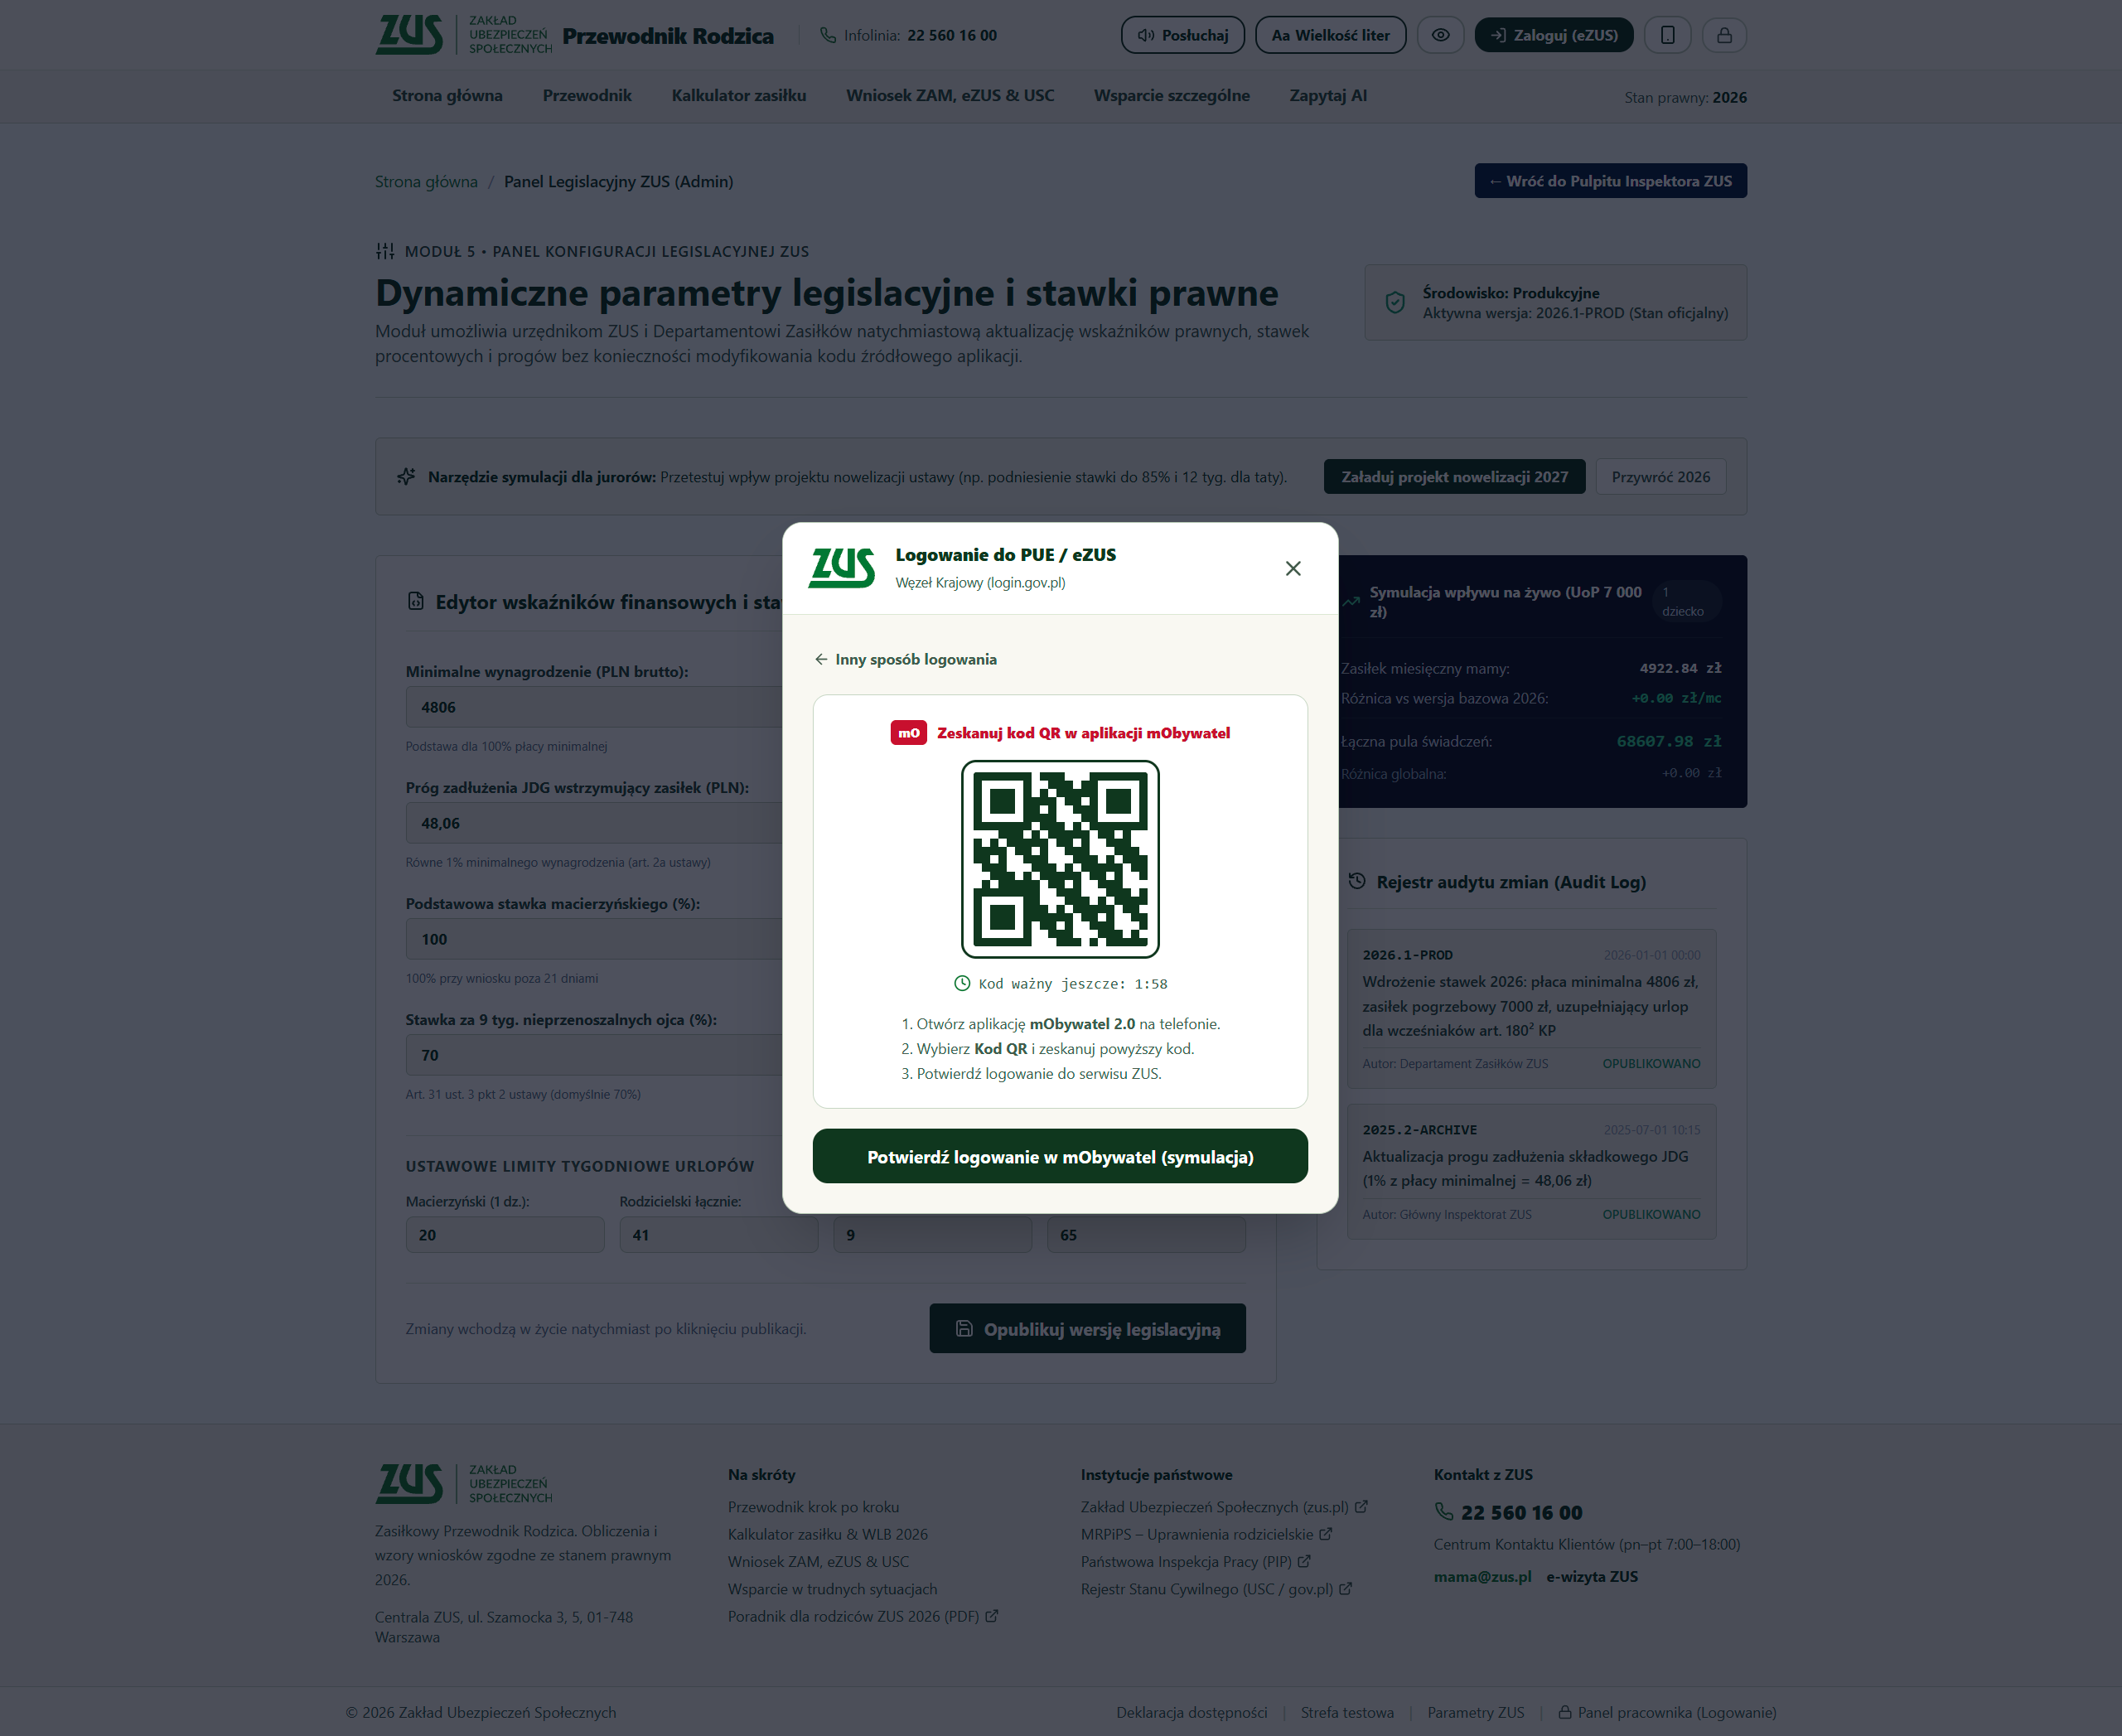 ZUS ZAKŁAD UBEZPIECZEŃ SPOŁECZNYCH
Przewodnik Rodzica
Infolinia: 22 560 16 00
Posłuchaj
Aa Wielkość liter
Zaloguj (eZUS)
Strona główna
Przewodnik
Kalkulator zasiłku
Wniosek ZAM, eZUS & USC
Wsparcie szczególne
Zapytaj AI
Stan prawny: 2026
Strona główna / Panel Legislacyjny ZUS (Admin)
← Wróć do Pulpitu Inspektora ZUS
MODUŁ 5 • PANEL KONFIGURACJI LEGISLACYJNEJ ZUS
Dynamiczne parametry legislacyjne i stawki prawne
Moduł umożliwia urzędnikom ZUS i Departamentowi Zasiłków natychmiastową aktualizację wskaźników prawnych, stawek
procentowych i progów bez konieczności modyfikowania kodu źródłowego aplikacji.
Środowisko: Produkcyjne
Aktywna wersja: 2026.1-PROD (Stan oficjalny)
Narzędzie symulacji dla jurorów: Przetestuj wpływ projektu nowelizacji ustawy (np. podniesienie stawki do 85% i 12 tyg. dla taty).
Załaduj projekt nowelizacji 2027
Przywróć 2026
Edytor wskaźników finansowych i sta
Minimalne wynagrodzenie (PLN brutto):
4806
Podstawa dla 100% płacy minimalnej
Próg zadłużenia JDG wstrzymujący zasiłek (PLN):
48,06
Równe 1% minimalnego wynagrodzenia (art. 2a ustawy)
Podstawowa stawka macierzyńskiego (%):
100
100% przy wniosku poza 21 dniami
Stawka za 9 tyg. nieprzenoszalnych ojca (%):
70
Art. 31 ust. 3 pkt 2 ustawy (domyślnie 70%)
USTAWOWE LIMITY TYGODNIOWE URLOPÓW
Macierzyński (1 dz.):
20
Rodzicielski łącznie:
41
9
65
Zmiany wchodzą w życie natychmiast po kliknięciu publikacji.
Opublikuj wersję legislacyjną
ZUS
Logowanie do PUE / eZUS
Węzeł Krajowy (login.gov.pl)
← Inny sposób logowania
mO Zeskanuj kod QR w aplikacji mObywatel
Kod ważny jeszcze: 1:58
1. Otwórz aplikację mObywatel 2.0 na telefonie.
2. Wybierz Kod QR i zeskanuj powyższy kod.
3. Potwierdź logowanie do serwisu ZUS.
Potwierdź logowanie w mObywatel (symulacja)
Symulacja wpływu na żywo (UoP 7 000
zł)
1
dziecko
Zasiłek miesięczny mamy: 4922.84 zł
Różnica vs wersja bazowa 2026: +0.00 zł/mc
Łączna pula świadczeń: 68607.98 zł
Różnica globalna: +0.00 zł
Rejestr audytu zmian (Audit Log)
2026.1-PROD 2026-01-01 00:00
Wdrożenie stawek 2026: płaca minimalna 4806 zł,
zasiłek pogrzebowy 7000 zł, uzupełniający urlop
dla wcześniaków art. 180² KP
Autor: Departament Zasiłków ZUS OPUBLIKOWANO
2025.2-ARCHIVE 2025-07-01 10:15
Aktualizacja progu zadłużenia składkowego JDG
(1% z płacy minimalnej = 48,06 zł)
Autor: Główny Inspektorat ZUS OPUBLIKOWANO
ZUS ZAKŁAD UBEZPIECZEŃ SPOŁECZNYCH
Zasiłkowy Przewodnik Rodzica. Obliczenia i
wzory wniosków zgodne ze stanem prawnym
2026.
Centrala ZUS, ul. Szamocka 3, 5, 01-748
Warszawa
Na skróty
Przewodnik krok po kroku
Kalkulator zasiłku & WLB 2026
Wniosek ZAM, eZUS & USC
Wsparcie w trudnych sytuacjach
Poradnik dla rodziców ZUS 2026 (PDF)
Instytucje państwowe
Zakład Ubezpieczeń Społecznych (zus.pl)
MRPiPS – Uprawnienia rodzicielskie
Państwowa Inspekcja Pracy (PIP)
Rejestr Stanu Cywilnego (USC / gov.pl)
Kontakt z ZUS
22 560 16 00
Centrum Kontaktu Klientów (pn–pt 7:00–18:00)
mama@zus.pl e-wizyta ZUS
© 2026 Zakład Ubezpieczeń Społecznych
Deklaracja dostępności | Strefa testowa | Parametry ZUS | Panel pracownika (Logowanie)